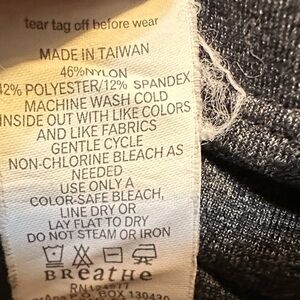 tear tag off before wear
MADE IN TAIWAN
46% NYLON
42% POLYESTER/12% SPANDEX
MACHINE WASH COLD
INSIDE OUT WITH LIKE COLORS
AND LIKE FABRICS
GENTLE CYCLE
NON-CHLORINE BLEACH AS
NEEDED
USE ONLY A
COLOR-SAFE BLEACH,
LINE DRY OR
LAY FLAT TO DRY
DO NOT STEAM OR IRON
BReatHe
P.O. BOX